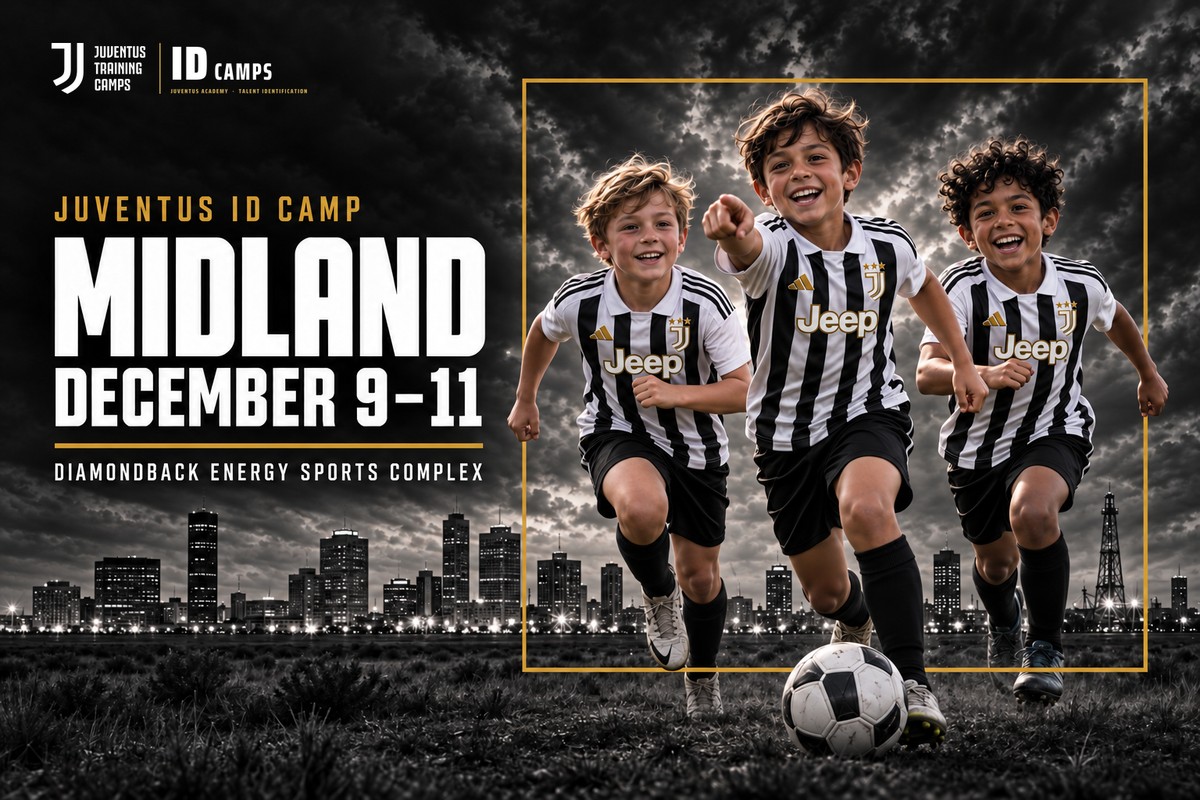 JUVENTUS
TRAINING
CAMPS
ID CAMPS
JUVENTUS ACADEMY · TALENT IDENTIFICATION
JUVENTUS ID CAMP
MIDLAND
DECEMBER 9–11
DIAMONDBACK ENERGY SPORTS COMPLEX
Jeep
Jeep
Jeep